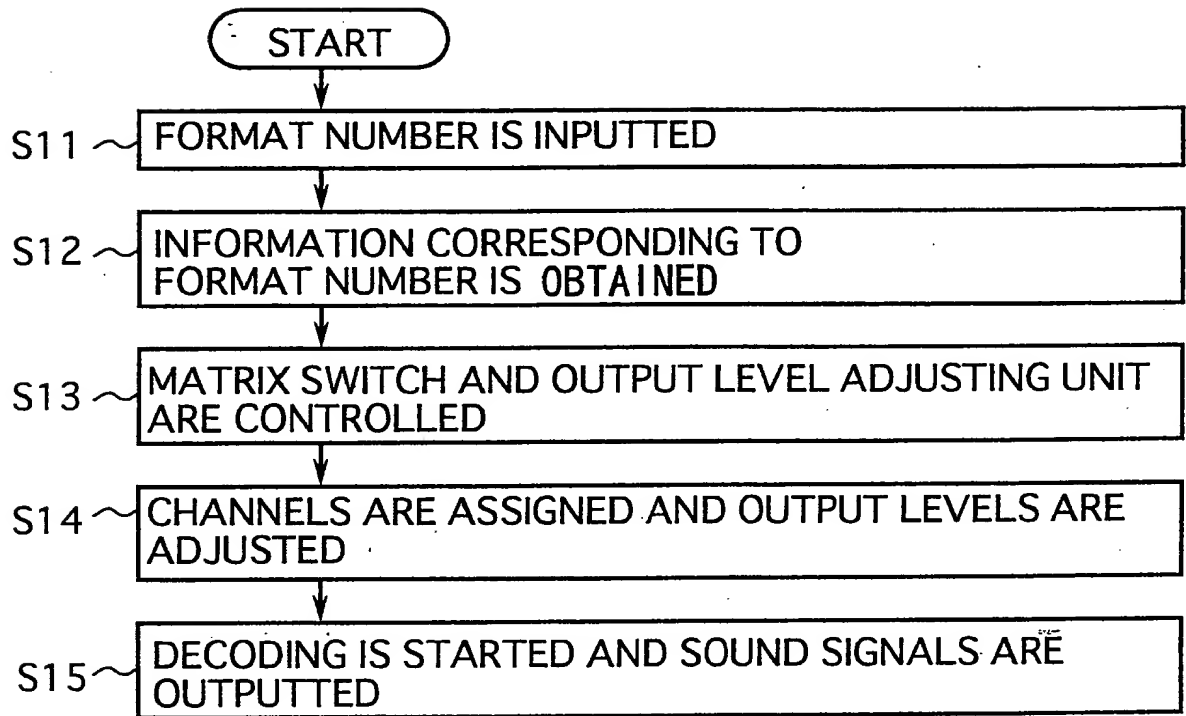 START
S11 FORMAT NUMBER IS INPUTTED
S12 INFORMATION CORRESPONDING TO
FORMAT NUMBER IS OBTAINED
S13 MATRIX SWITCH AND OUTPUT LEVEL ADJUSTING UNIT
ARE CONTROLLED
S14 CHANNELS ARE ASSIGNED AND OUTPUT LEVELS ARE
ADJUSTED
S15 DECODING IS STARTED AND SOUND SIGNALS ARE
OUTPUTTED